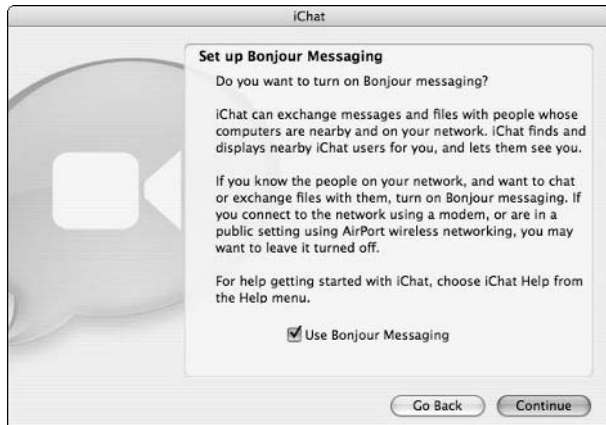 iChat
Set up Bonjour Messaging
Do you want to turn on Bonjour messaging?
iChat can exchange messages and files with people whose
computers are nearby and on your network. iChat finds and
displays nearby iChat users for you, and lets them see you.
If you know the people on your network, and want to chat
or exchange files with them, turn on Bonjour messaging. If
you connect to the network using a modem, or are in a
public setting using AirPort wireless networking, you may
want to leave it turned off.
For help getting started with iChat, choose iChat Help from
the Help menu.
Use Bonjour Messaging
Go Back
Continue